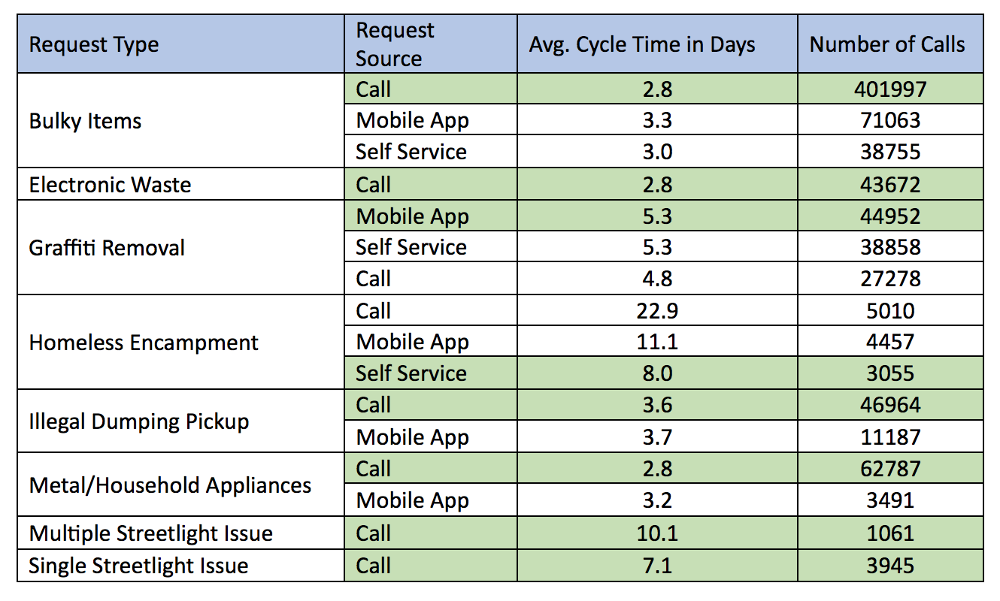 Request Type
Request
Source
Avg. Cycle Time in Days
Number of Calls
Bulky Items
Call 2.8 401997
Mobile App 3.3 71063
Self Service 3.0 38755
Electronic Waste Call 2.8 43672
Graffiti Removal
Mobile App 5.3 44952
Self Service 5.3 38858
Call 4.8 27278
Homeless Encampment
Call 22.9 5010
Mobile App 11.1 4457
Self Service 8.0 3055
Illegal Dumping Pickup
Call 3.6 46964
Mobile App 3.7 11187
Metal/Household Appliances
Call 2.8 62787
Mobile App 3.2 3491
Multiple Streetlight Issue Call 10.1 1061
Single Streetlight Issue Call 7.1 3945